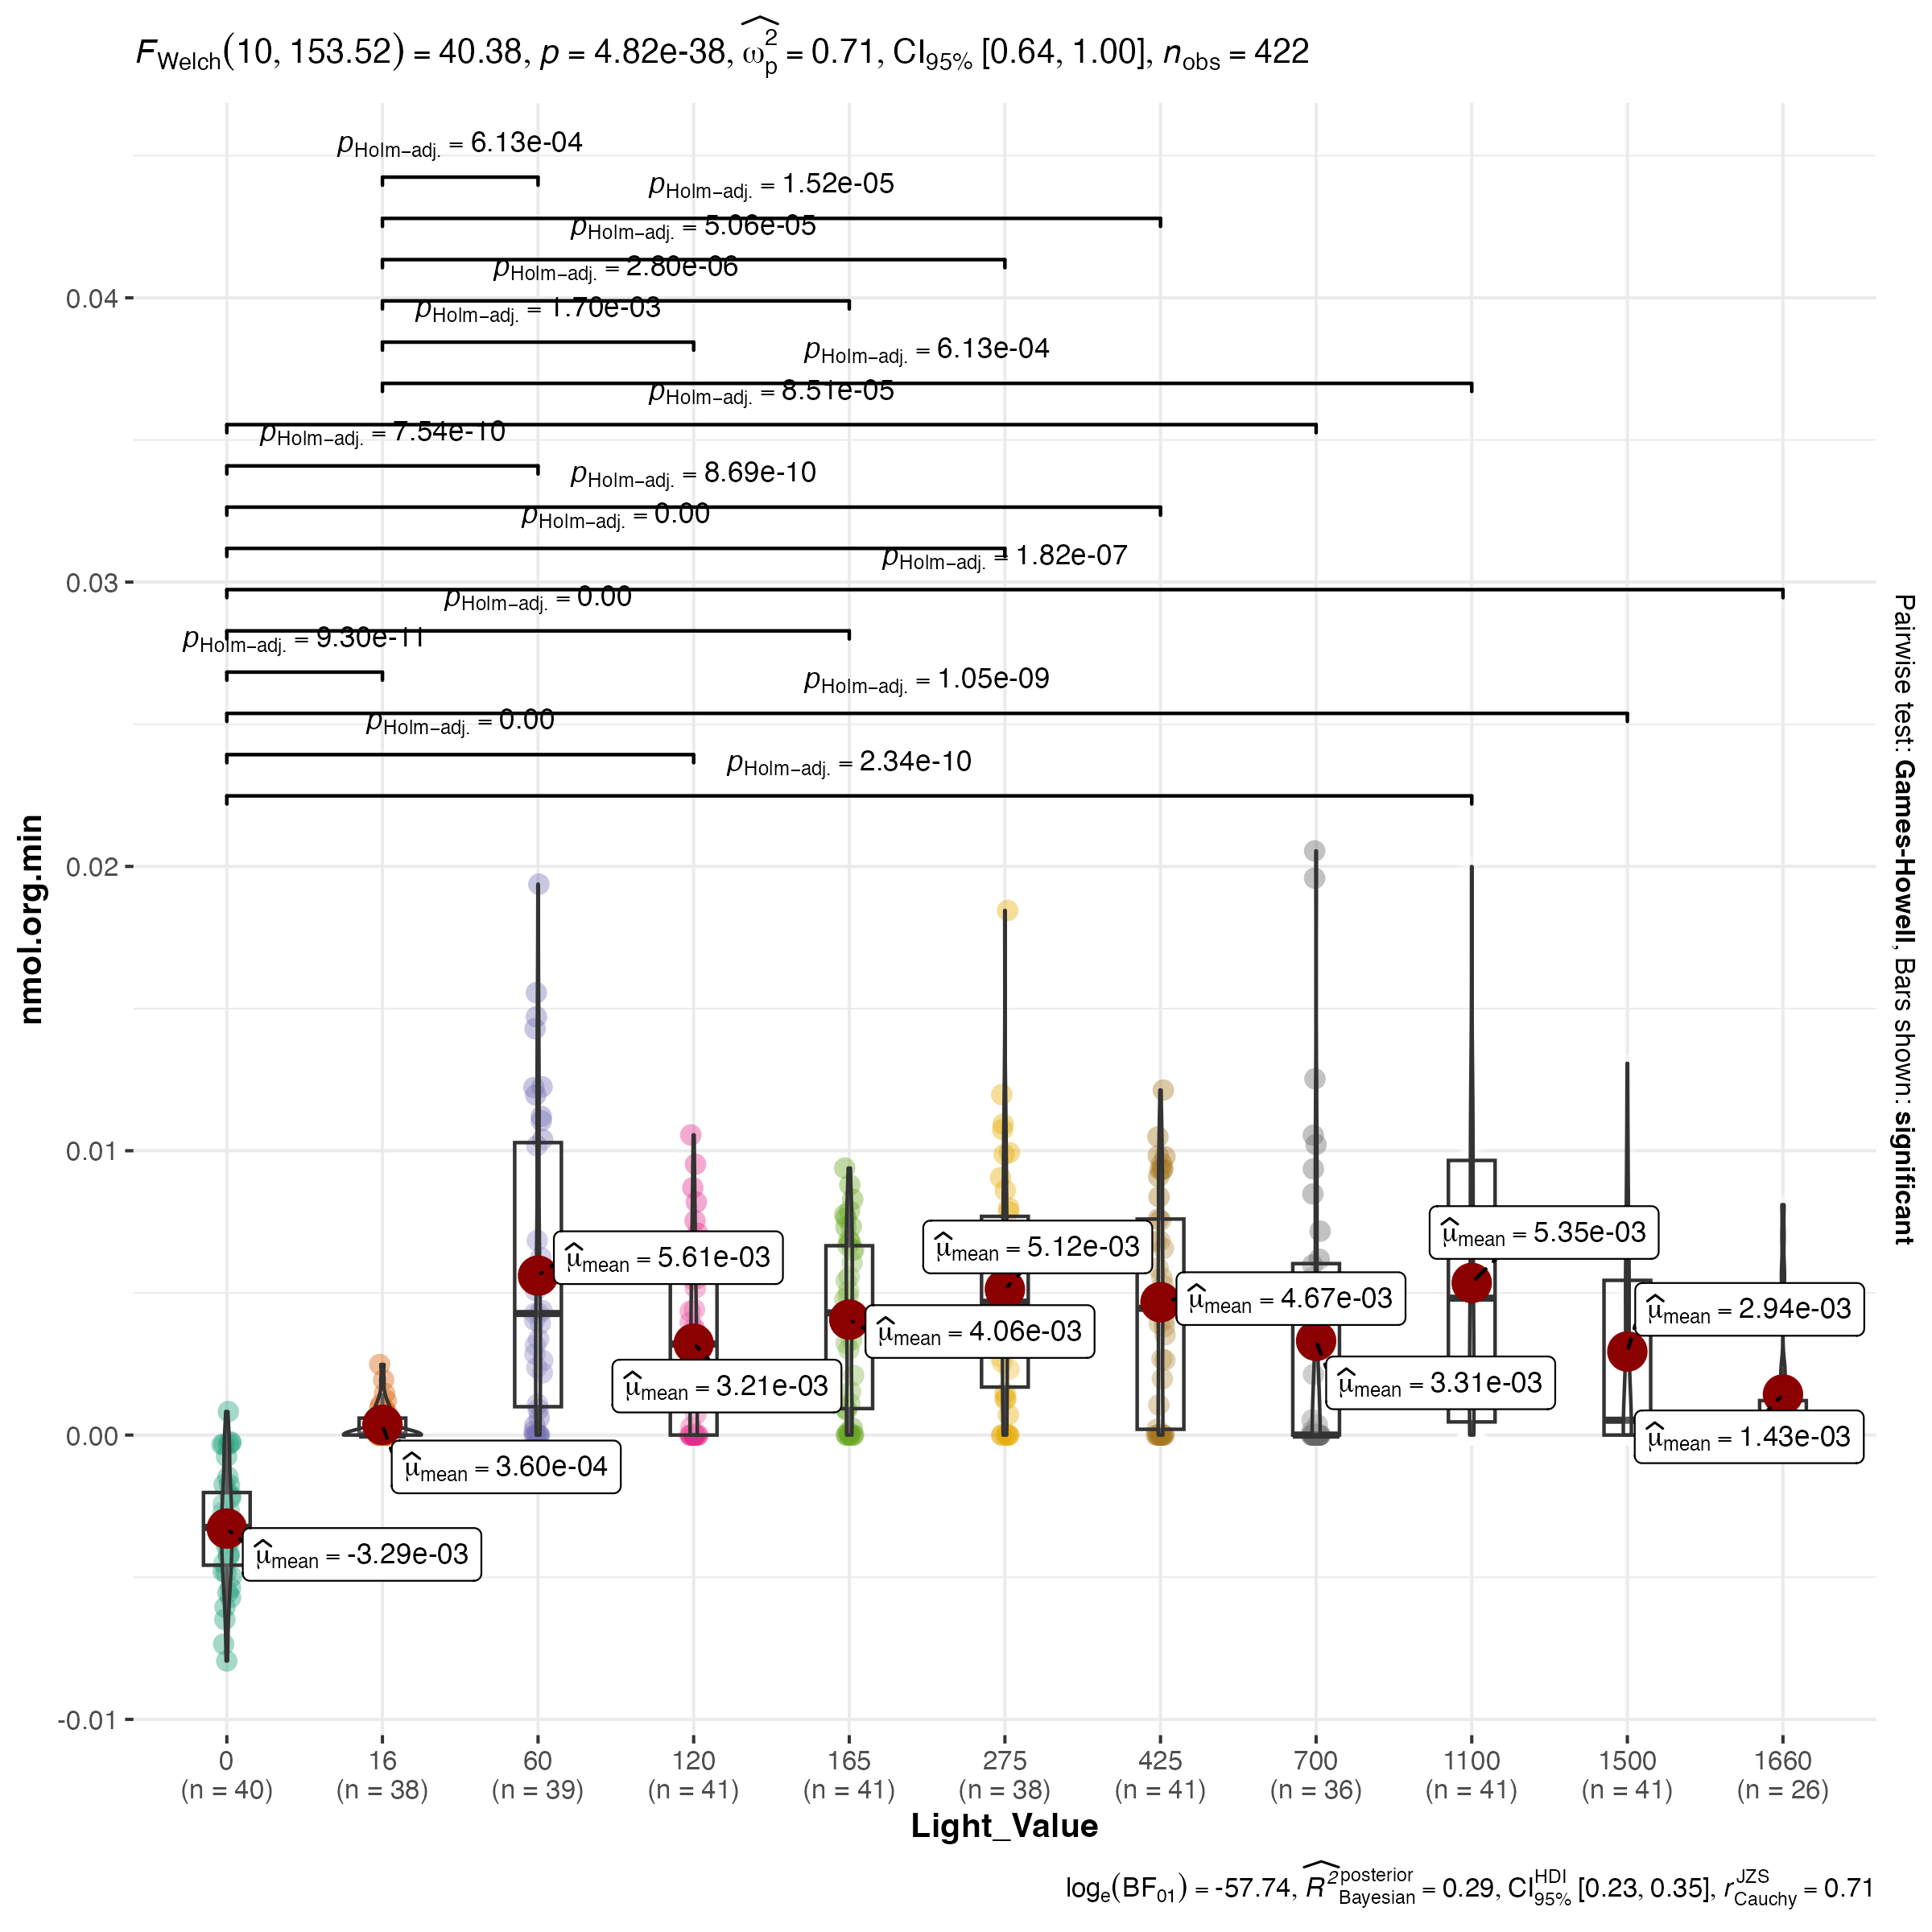 F_Welch(10, 153.52) = 40.38, p = 4.82e-38, ω̂²_p = 0.71, CI_95% [0.64, 1.00], n_obs = 422
p_Holm−adj. = 6.13e-04
p_Holm−adj. = 1.52e-05
p_Holm−adj. = 5.06e-05
p_Holm−adj. = 2.80e-06
p_Holm−adj. = 1.70e-03
p_Holm−adj. = 6.13e-04
p_Holm−adj. = 8.51e-05
p_Holm−adj. = 7.54e-10
p_Holm−adj. = 8.69e-10
p_Holm−adj. = 0.00
p_Holm−adj. = 1.82e-07
p_Holm−adj. = 0.00
p_Holm−adj. = 9.30e-11
p_Holm−adj. = 1.05e-09
p_Holm−adj. = 0.00
p_Holm−adj. = 2.34e-10
0.04
0.03
0.02
0.01
0.00
-0.01
nmol.org.min
Pairwise test: Games-Howell, Bars shown: significant
μ̂_mean = -3.29e-03
μ̂_mean = 3.60e-04
μ̂_mean = 5.61e-03
μ̂_mean = 3.21e-03
μ̂_mean = 4.06e-03
μ̂_mean = 5.12e-03
μ̂_mean = 4.67e-03
μ̂_mean = 3.31e-03
μ̂_mean = 5.35e-03
μ̂_mean = 2.94e-03
μ̂_mean = 1.43e-03
0 16 60 120 165 275 425 700 1100 1500 1660
(n = 40) (n = 38) (n = 39) (n = 41) (n = 41) (n = 38) (n = 41) (n = 36) (n = 41) (n = 41) (n = 26)
Light_Value
log_e(BF_01) = -57.74, R̂²^posterior_Bayesian = 0.29, CI^HDI_95% [0.23, 0.35], r^JZS_Cauchy = 0.71